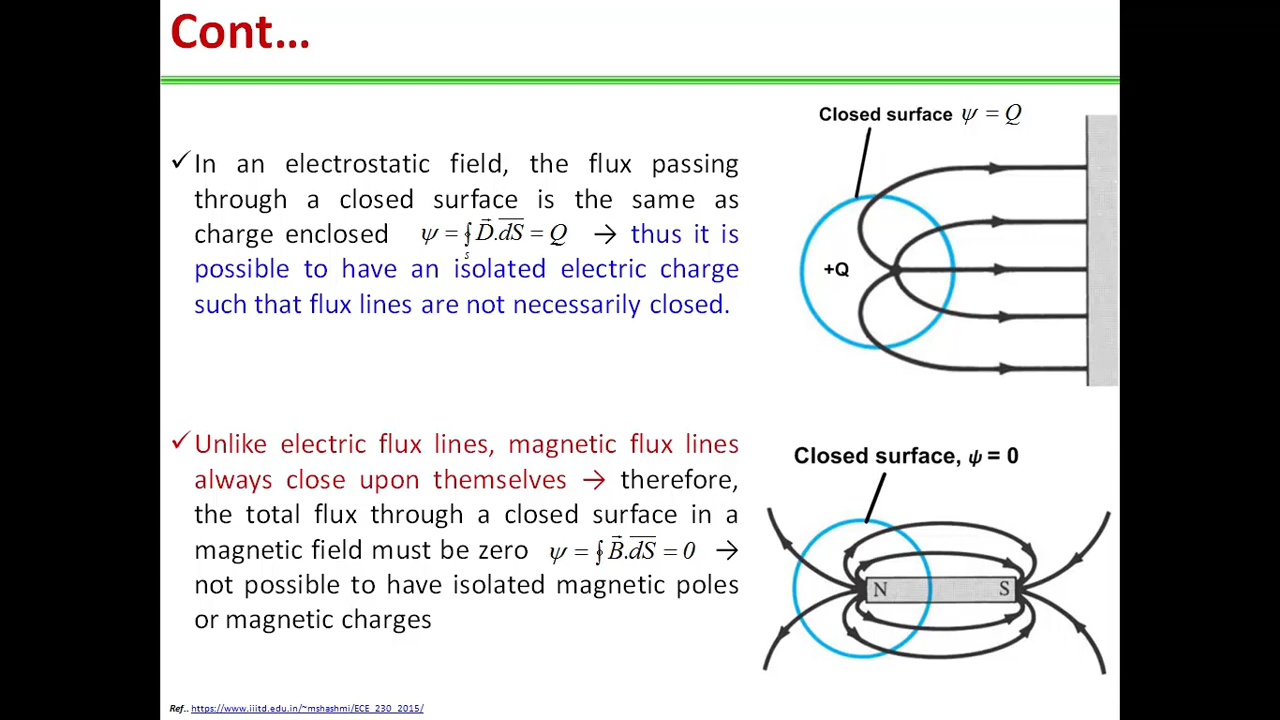 Cont...
✓In an electrostatic field, the flux passing
through a closed surface is the same as
charge enclosed ψ = ∮ₛ D⃗.d̅S̅ = Q → thus it is
possible to have an isolated electric charge
such that flux lines are not necessarily closed.
Closed surface ψ = Q
+Q
✓Unlike electric flux lines, magnetic flux lines
always close upon themselves → therefore,
the total flux through a closed surface in a
magnetic field must be zero ψ = ∮ B⃗.d̅S̅ = 0 →
not possible to have isolated magnetic poles
or magnetic charges
Closed surface, ψ = 0
N S
Ref.. https://www.iiitd.edu.in/~mshashmi/ECE_230_2015/